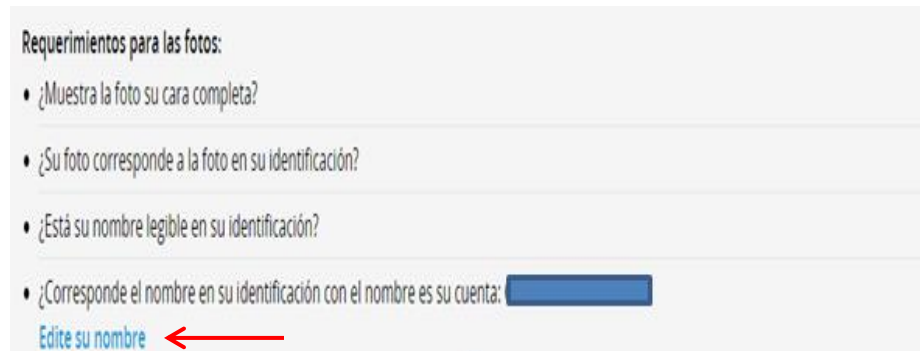 Requerimientos para las fotos:
• ¿Muestra la foto su cara completa?
• ¿Su foto corresponde a la foto en su identificación?
• ¿Está su nombre legible en su identificación?
• ¿Corresponde el nombre en su identificación con el nombre es su cuenta: (
Edite su nombre